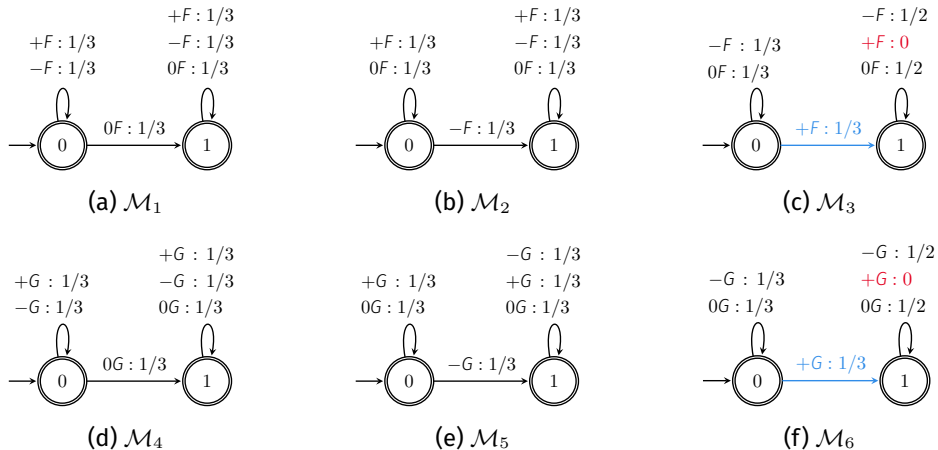 +F : 1/3
−F : 1/3
+F : 1/3
−F : 1/3
0F : 1/3
0F : 1/3
0
1
(a) M₁
+F : 1/3
0F : 1/3
+F : 1/3
−F : 1/3
0F : 1/3
−F : 1/3
0
1
(b) M₂
−F : 1/3
0F : 1/3
−F : 1/2
+F : 0
0F : 1/2
+F : 1/3
0
1
(c) M₃
+G : 1/3
−G : 1/3
+G : 1/3
−G : 1/3
0G : 1/3
0G : 1/3
0
1
(d) M₄
+G : 1/3
0G : 1/3
−G : 1/3
+G : 1/3
0G : 1/3
−G : 1/3
0
1
(e) M₅
−G : 1/3
0G : 1/3
−G : 1/2
+G : 0
0G : 1/2
+G : 1/3
0
1
(f) M₆